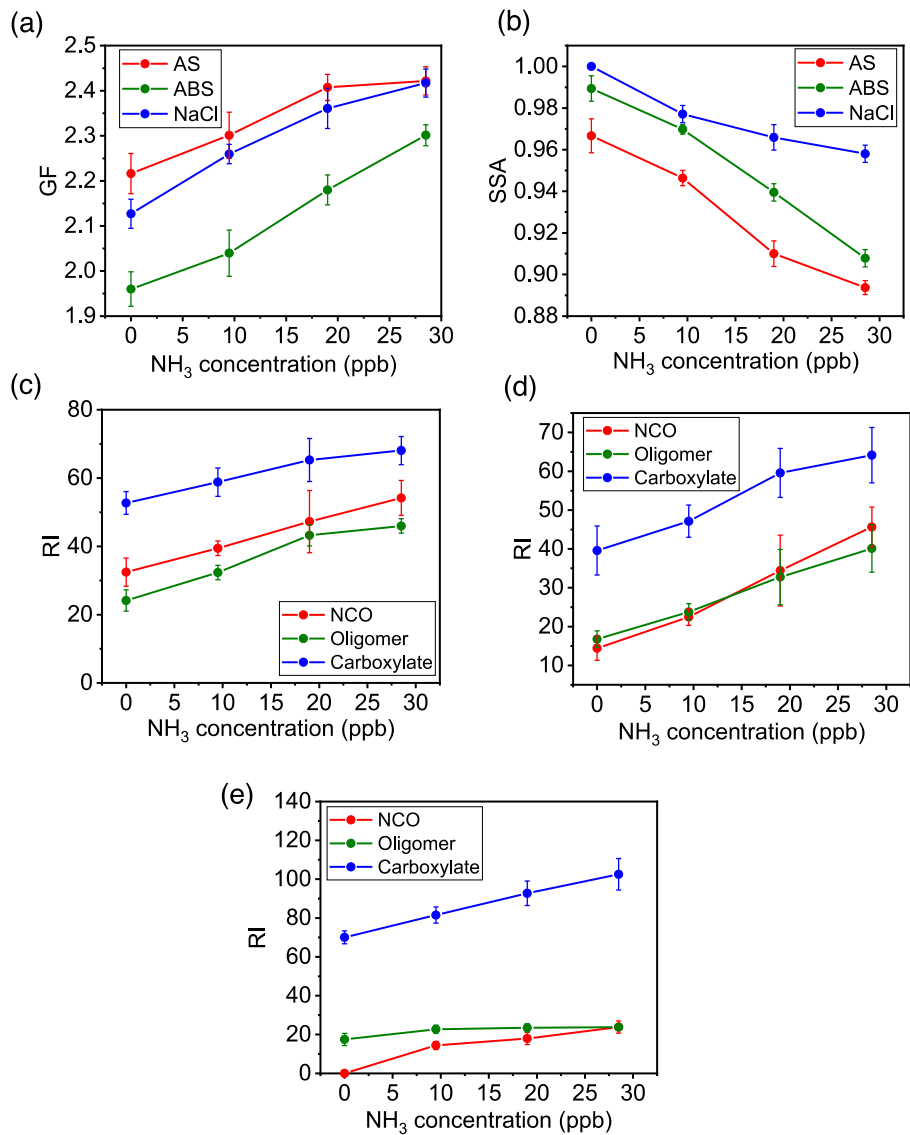 (a)
2.5
2.4
2.3
2.2
2.1
2.0
1.9
GF
AS
ABS
NaCl
0 5 10 15 20 25 30
NH₃ concentration (ppb)
(b)
1.00
0.98
0.96
0.94
0.92
0.90
0.88
SSA
AS
ABS
NaCl
0 5 10 15 20 25 30
NH₃ concentration (ppb)
(c)
80
60
40
20
0
RI
NCO
Oligomer
Carboxylate
0 5 10 15 20 25 30
NH₃ concentration (ppb)
(d)
70
60
50
40
30
20
10
RI
NCO
Oligomer
Carboxylate
0 5 10 15 20 25 30
NH₃ concentration (ppb)
(e)
140
120
100
80
60
40
20
0
RI
NCO
Oligomer
Carboxylate
0 5 10 15 20 25 30
NH₃ concentration (ppb)